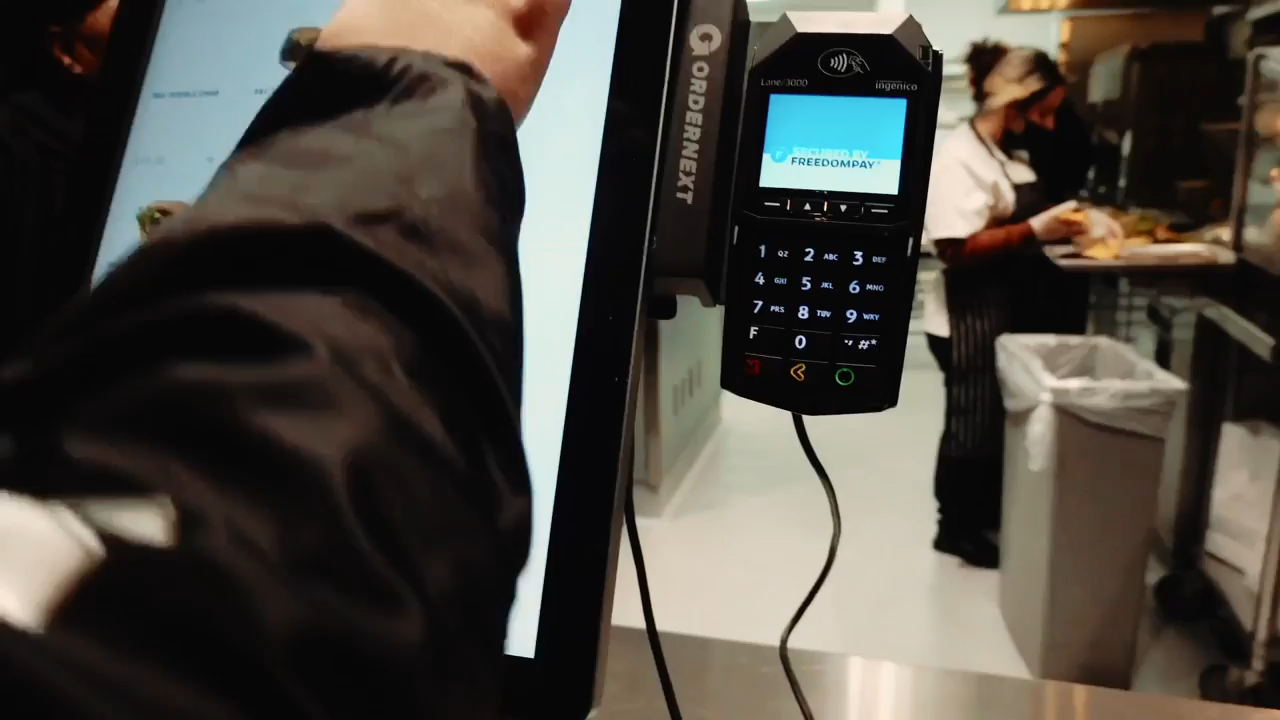 ORDERNEXT
Lane/3000
ingenico
SECURED BY
FREEDOMPAY
1 QZ 2 ABC 3 DEF
4 GHI 5 JKL 6 MNO
7 PRS 8 TUV 9 WXY
F 0 *, #*